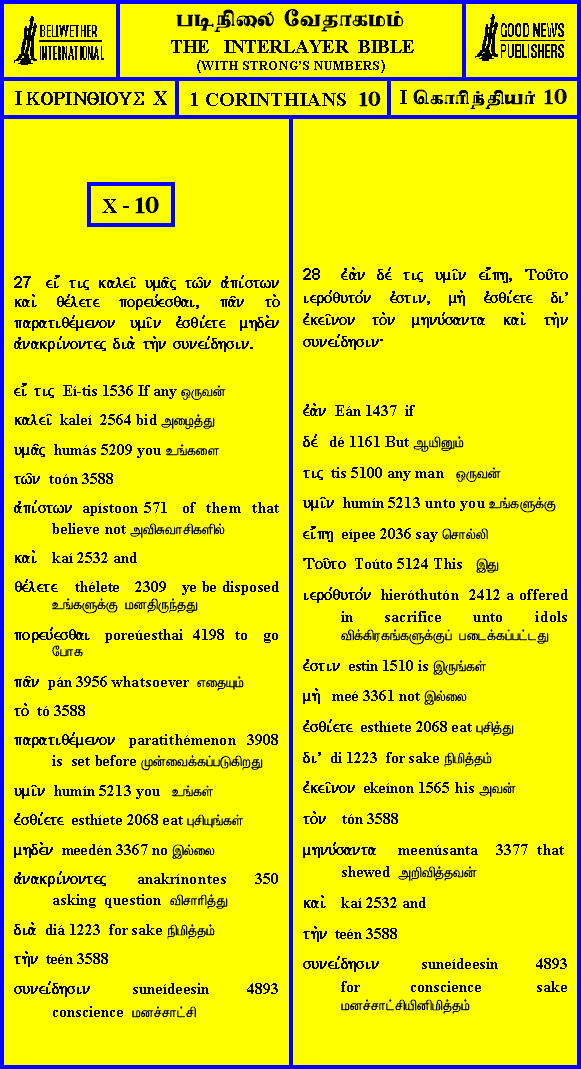 BELLWETHER
INTERNATIONAL
படிநிலை வேதாகமம்
THE INTERLAYER BIBLE
(WITH STRONG'S NUMBERS)
GOOD NEWS
PUBLISHERS
I ΚΟΡΙΝΘΙΟΥΣ X
1 CORINTHIANS 10
I கொரிந்தியர் 10
X - 10
27 εἴ τις καλεῖ υμᾶς τῶν ἀπίστων
καὶ θέλετε πορεύεσθαι, πᾶν τὸ
παρατιθέμενον υμῖν ἐσθίετε μηδὲν
ἀνακρίνοντες διὰ τὴν συνείδησιν.
εἴ τις Eí-tis 1536 If any ஒருவன்
καλεῖ kaleí 2564 bid அழைத்து
υμᾶς humás 5209 you உங்களை
τῶν toón 3588
ἀπίστων apístoon 571 of them that
believe not அவிசுவாசிகளில்
καὶ kaí 2532 and
θέλετε thélete 2309 ye be disposed
உங்களுக்கு மனதிருந்தது
πορεύεσθαι poreúesthai 4198 to go
போக
πᾶν pán 3956 whatsoever எதையும்
τὸ tó 3588
παρατιθέμενον paratithémenon 3908
is set before முன்வைக்கப்படுகிறது
υμῖν humín 5213 you உங்கள்
ἐσθίετε esthíete 2068 eat புசியுங்கள்
μηδὲν meedén 3367 no இல்லை
ἀνακρίνοντες anakrínontes 350
asking question விசாரித்து
διὰ diá 1223 for sake நிமித்தம்
τὴν teén 3588
συνείδησιν suneídeesin 4893
conscience மனச்சாட்சி
28 ἐὰν δέ τις υμῖν εἴπῃ, Τοῦτο
ιερόθυτόν ἐστιν, μὴ ἐσθίετε δι'
ἐκεῖνον τὸν μηνύσαντα καὶ τὴν
συνείδησιν·
ἐὰν Eán 1437 if
δέ dé 1161 But ஆயினும்
τις tis 5100 any man ஒருவன்
υμῖν humín 5213 unto you உங்களுக்கு
εἴπῃ eípee 2036 say சொல்லி
Τοῦτο Toúto 5124 This இது
ιερόθυτόν hieróthutón 2412 a offered
in sacrifice unto idols
விக்கிரகங்களுக்குப் படைக்கப்பட்டது
ἐστιν estin 1510 is இருங்கள்
μὴ meé 3361 not இல்லை
ἐσθίετε esthíete 2068 eat புசித்து
δι' di 1223 for sake நிமித்தம்
ἐκεῖνον ekeínon 1565 his அவன்
τὸν tón 3588
μηνύσαντα meenúsanta 3377 that
shewed அறிவித்தவன்
καὶ kaí 2532 and
τὴν teén 3588
συνείδησιν suneídeesin 4893
for conscience sake
மனச்சாட்சியினிமித்தம்